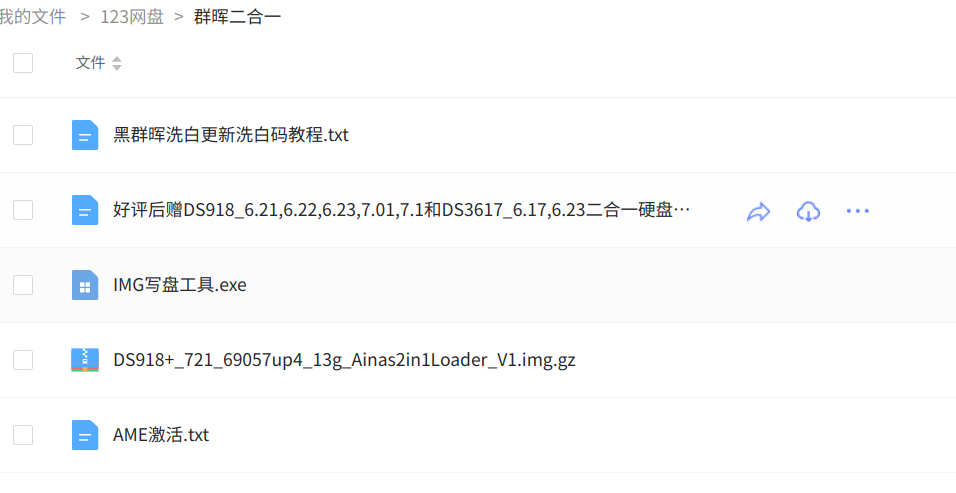 我的文件 > 123网盘 > 群晖二合一
文件
黑群晖洗白更新洗白码教程.txt
好评后赠DS918_6.21,6.22,6.23,7.01,7.1和DS3617_6.17,6.23二合一硬盘…
IMG写盘工具.exe
DS918+_721_69057up4_13g_Ainas2in1Loader_V1.img.gz
AME激活.txt